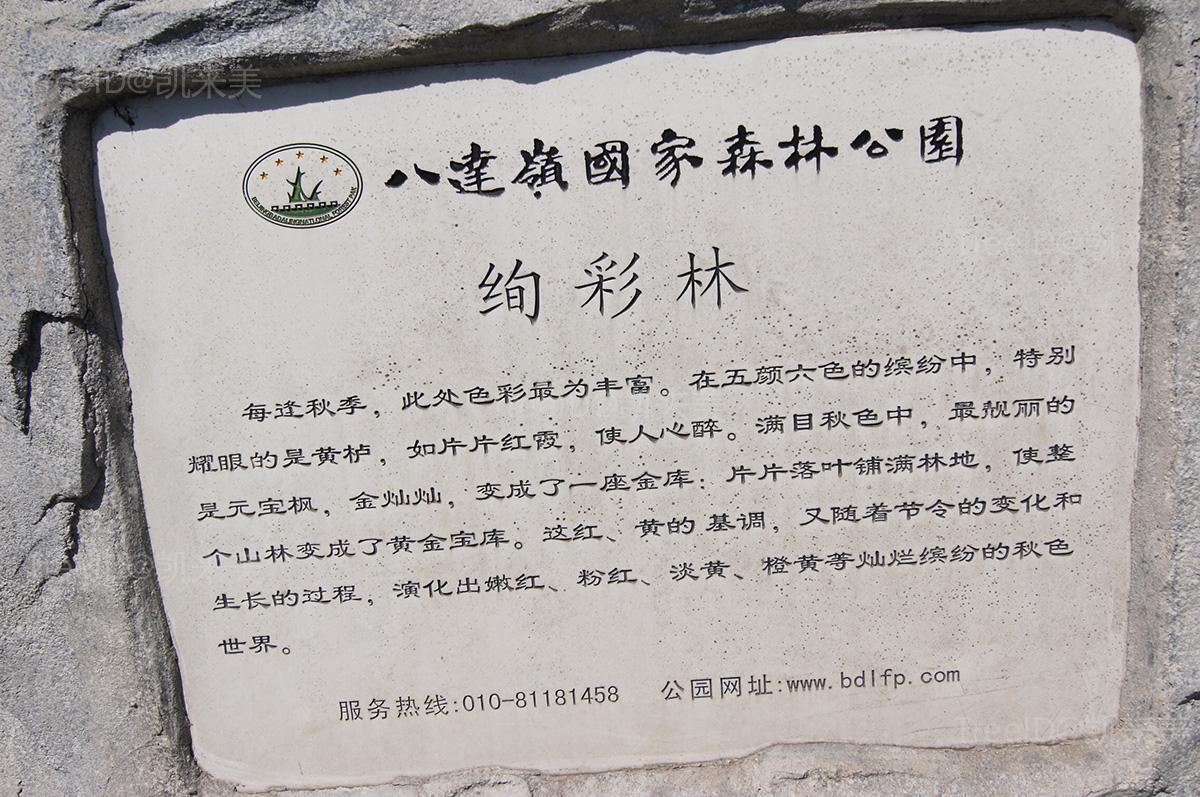 八達嶺國家森林公園
BEIJINGBADALINGNATIONAL FOREST PARK
绚彩林
每逢秋季，此处色彩最为丰富。在五颜六色的缤纷中，特别
耀眼的是黄栌，如片片红霞，使人心醉。满目秋色中，最靓丽的
是元宝枫，金灿灿，变成了一座金库；片片落叶铺满林地，使整
个山林变成了黄金宝库。这红、黄的 基调，又随着节令的变化和
生长的过程，演化出嫩红、粉红、淡黄、橙黄等灿烂缤纷的秋色
世界。
服务热线:010-81181458 公园网址:www.bdlfp.com